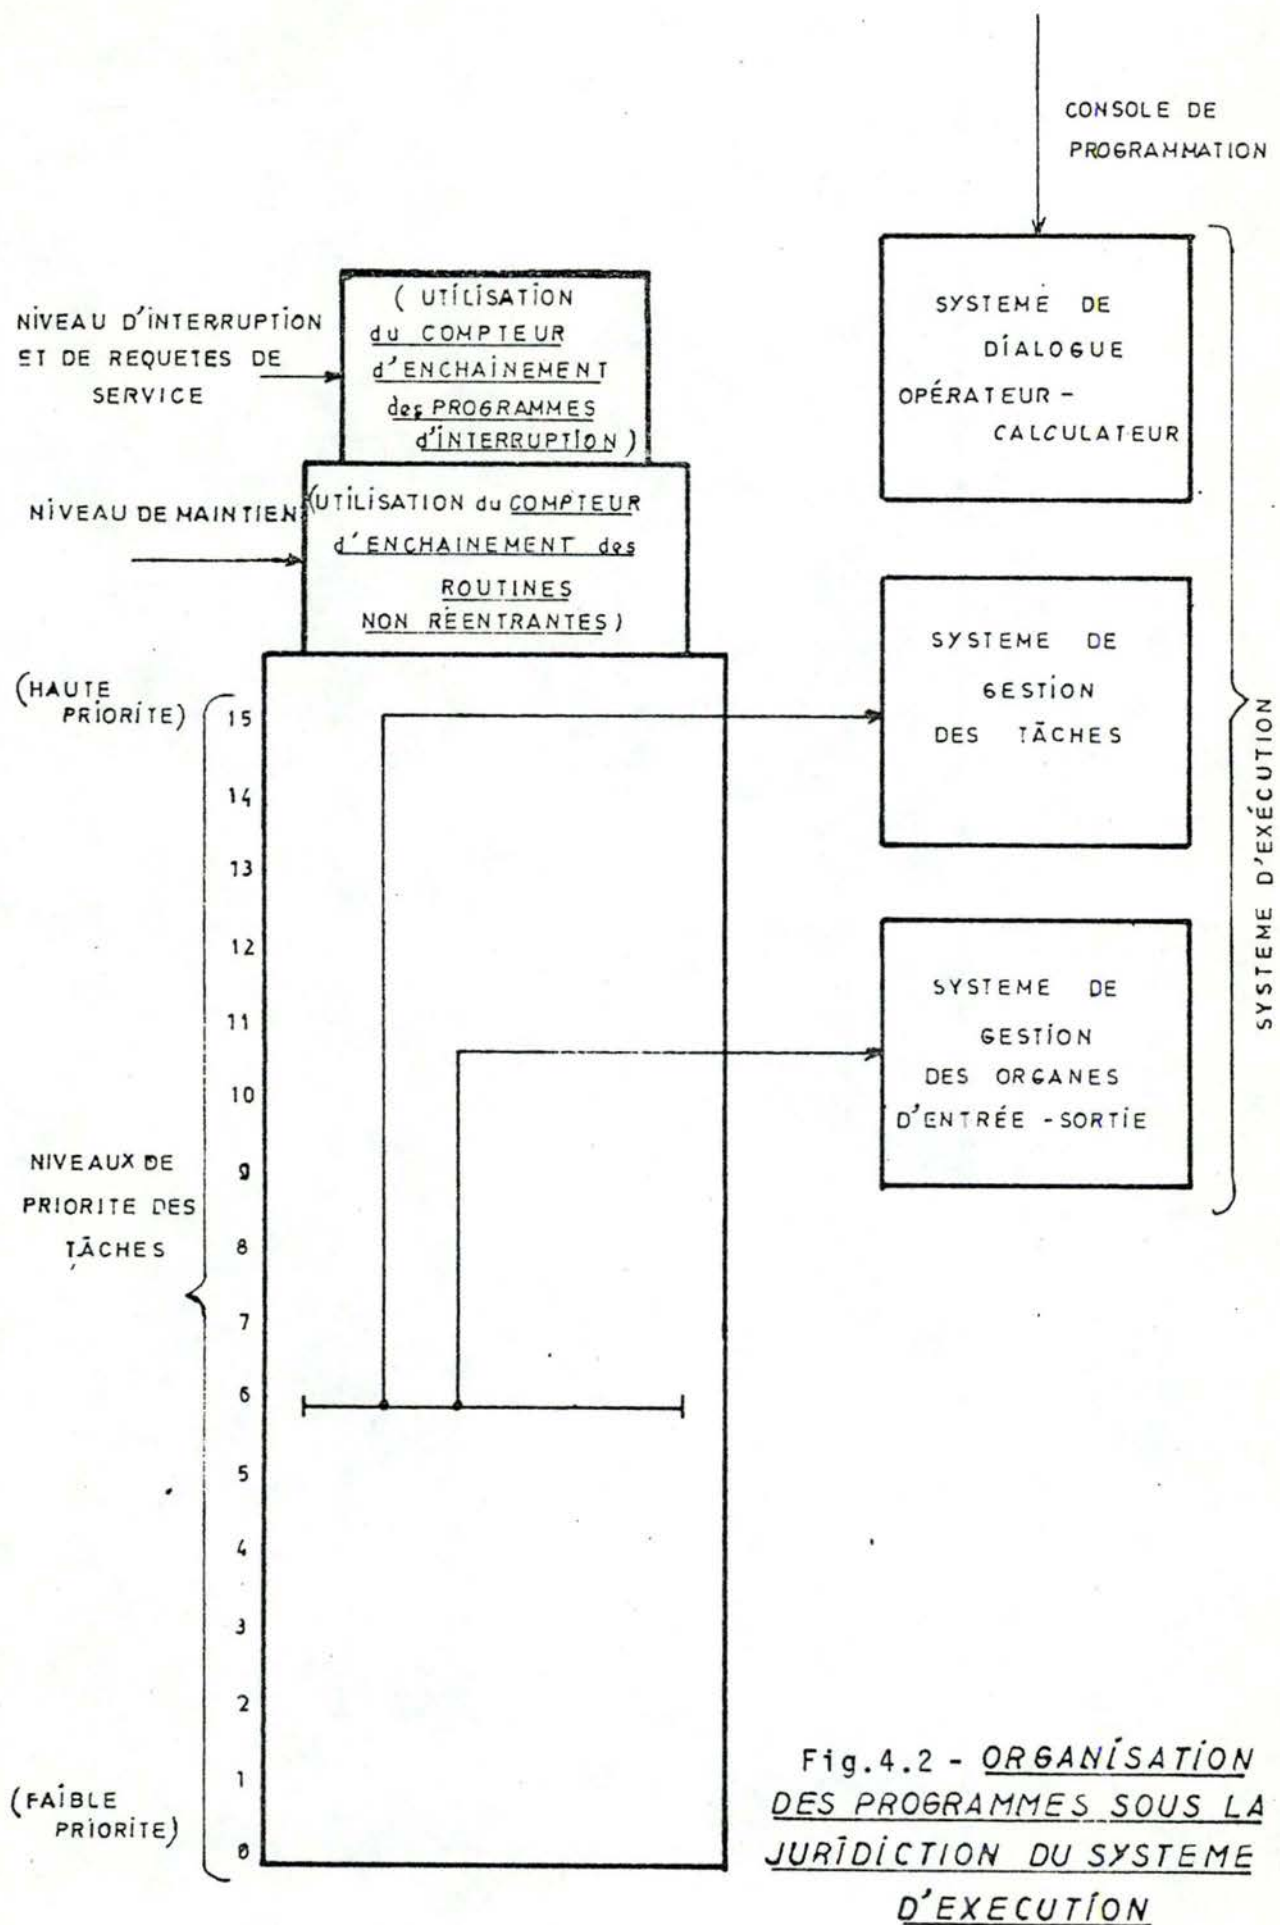 CONSOLE DE
PROGRAMMATION
NIVEAU D'INTERRUPTION
ET DE REQUETES DE
SERVICE
( UTILISATION
du COMPTEUR
d'ENCHAINEMENT
des PROGRAMMES
d'INTERRUPTION )
SYSTEME DE
DIALOGUE
OPÉRATEUR -
CALCULATEUR
NIVEAU DE MAINTIEN
(UTILISATION du COMPTEUR
d'ENCHAINEMENT des
ROUTINES
NON REENTRANTES )
SYSTEME DE
GESTION
DES TÂCHES
(HAUTE
PRIORITE)
15
14
13
12
11
10
9
8
7
6
5
4
3
2
1
0
SYSTEME DE
GESTION
DES ORGANES
D'ENTRÉE - SORTIE
SYSTEME D'EXÉCUTION
NIVEAUX DE
PRIORITE DES
TÂCHES
(FAIBLE
PRIORITE)
Fig.4.2 - ORGANISATION
DES PROGRAMMES SOUS LA
JURIDICTION DU SYSTEME
D'EXECUTION